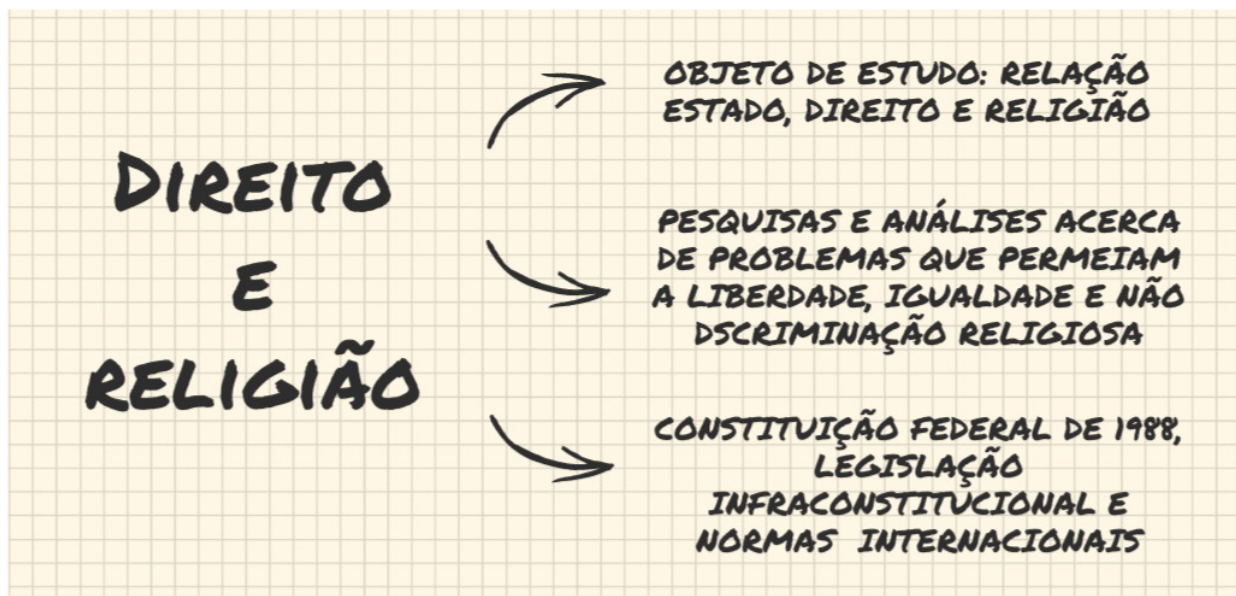 DIREITO
E
RELIGIÃO
OBJETO DE ESTUDO: RELAÇÃO
ESTADO, DIREITO E RELIGIÃO
PESQUISAS E ANÁLISES ACERCA
DE PROBLEMAS QUE PERMEIAM
A LIBERDADE, IGUALDADE E NÃO
DSCRIMINAÇÃO RELIGIOSA
CONSTITUIÇÃO FEDERAL DE 1988,
LEGISLAÇÃO
INFRACONSTITUCIONAL E
NORMAS INTERNACIONAIS